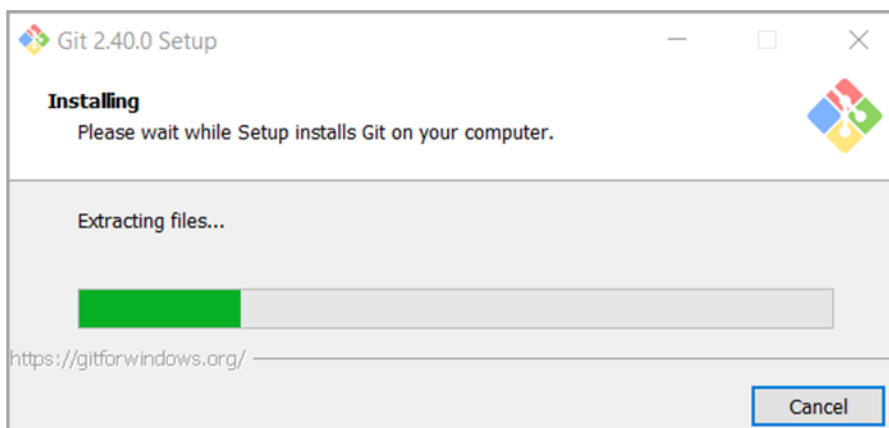 Git 2.40.0 Setup
Installing
Please wait while Setup installs Git on your computer.
Extracting files...
https://gitforwindows.org/
Cancel